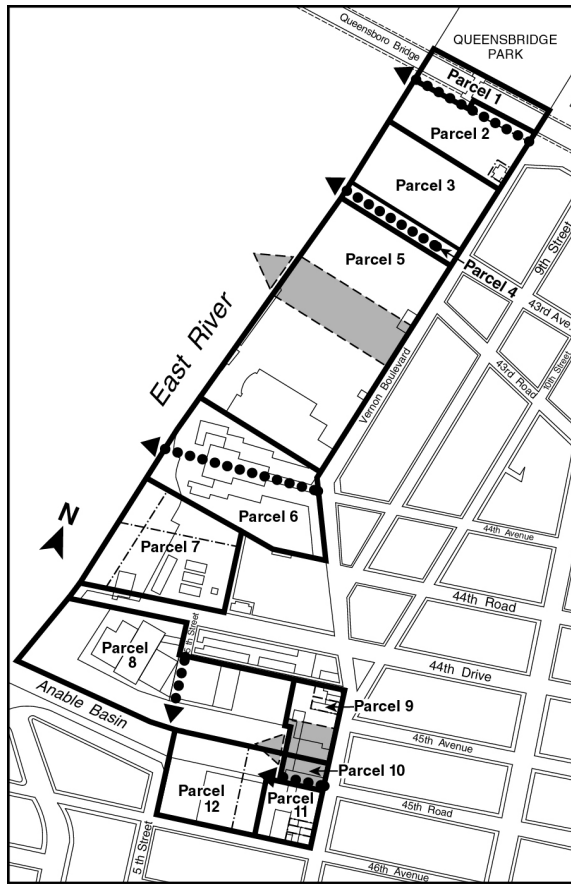 Queensboro Bridge
QUEENSBRIDGE
PARK
Parcel 1
Parcel 2
Parcel 3
Parcel 4
Parcel 5
9th Street
43rd Ave.
10th Street
43rd Road
East River
Vernon Boulevard
Parcel 6
44th Avenue
N
Parcel 7
44th Road
5th Street
44th Drive
Parcel
8
Parcel 9
Anable Basin
45th Avenue
Parcel 10
Parcel
12
Parcel
11
45th Road
5 th Street
46th Avenue